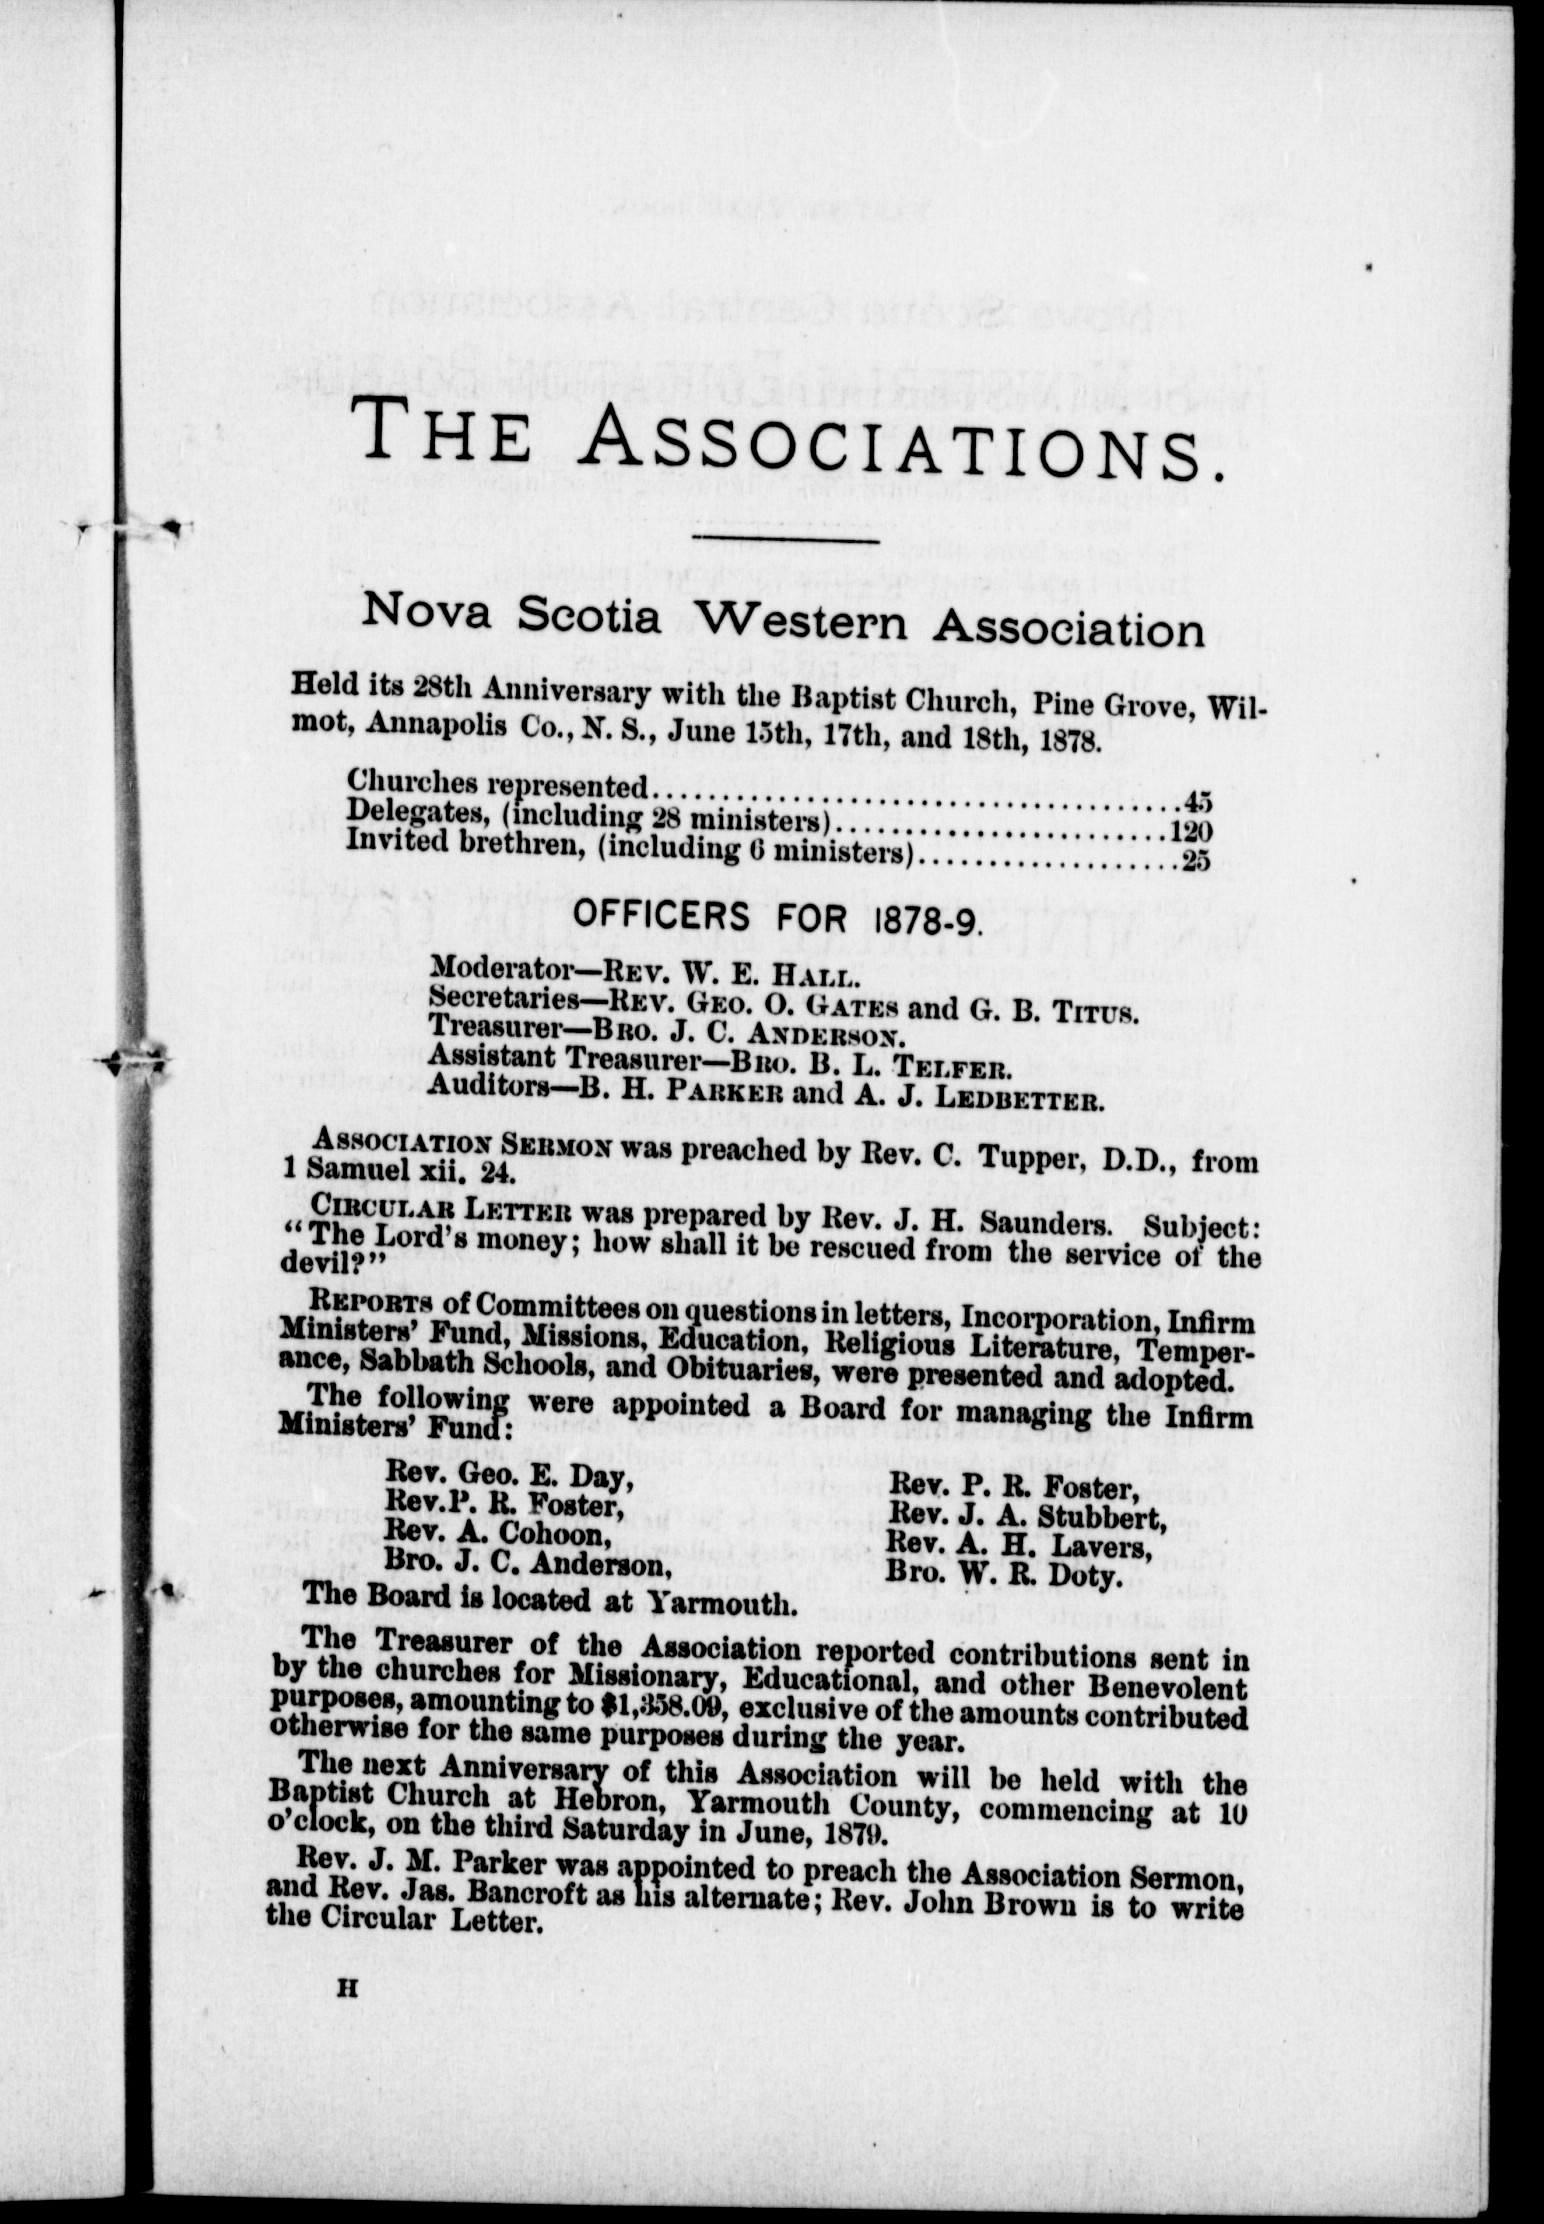 THE ASSOCIATIONS.
Nova Scotia Western Association
Held its 28th Anniversary with the Baptist Church, Pine Grove, Wil-
mot, Annapolis Co., N. S., June 15th, 17th, and 18th, 1878.
Churches represented........................................45
Delegates, (including 28 ministers).........................120
Invited brethren, (including 6 ministers)....................25
OFFICERS FOR 1878-9.
Moderator—REV. W. E. HALL.
Secretaries—REV. GEO. O. GATES and G. B. TITUS.
Treasurer—BRO. J. C. ANDERSON.
Assistant Treasurer—BRO. B. L. TELFER.
Auditors—B. H. PARKER and A. J. LEDBETTER.
ASSOCIATION SERMON was preached by Rev. C. Tupper, D.D., from
1 Samuel xii. 24.
CIRCULAR LETTER was prepared by Rev. J. H. Saunders. Subject:
"The Lord's money; how shall it be rescued from the service of the
devil?"
REPORTS of Committees on questions in letters, Incorporation, Infirm
Ministers' Fund, Missions, Education, Religious Literature, Temper-
ance, Sabbath Schools, and Obituaries, were presented and adopted.
The following were appointed a Board for managing the Infirm
Ministers' Fund:
Rev. Geo. E. Day,
Rev.P. R. Foster,
Rev. A. Cohoon,
Bro. J. C. Anderson,
Rev. P. R. Foster,
Rev. J. A. Stubbert,
Rev. A. H. Lavers,
Bro. W. R. Doty.
The Board is located at Yarmouth.
The Treasurer of the Association reported contributions sent in
by the churches for Missionary, Educational, and other Benevolent
purposes, amounting to $1,358.09, exclusive of the amounts contributed
otherwise for the same purposes during the year.
The next Anniversary of this Association will be held with the
Baptist Church at Hebron, Yarmouth County, commencing at 10
o'clock, on the third Saturday in June, 1879.
Rev. J. M. Parker was appointed to preach the Association Sermon,
and Rev. Jas. Bancroft as his alternate; Rev. John Brown is to write
the Circular Letter.
H